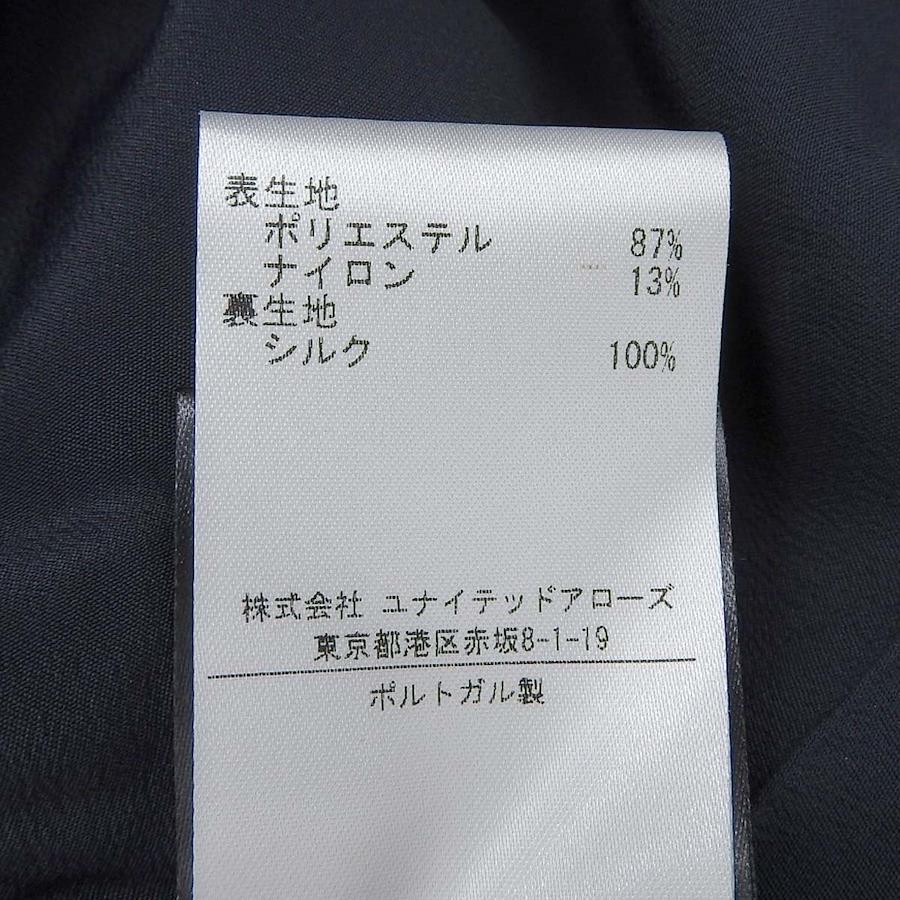 表生地
ポリエステル 87%
ナイロン 13%
裏生地
シルク 100%
株式会社 ユナイテッドアローズ
東京都港区赤坂8-1-19
ポルトガル製